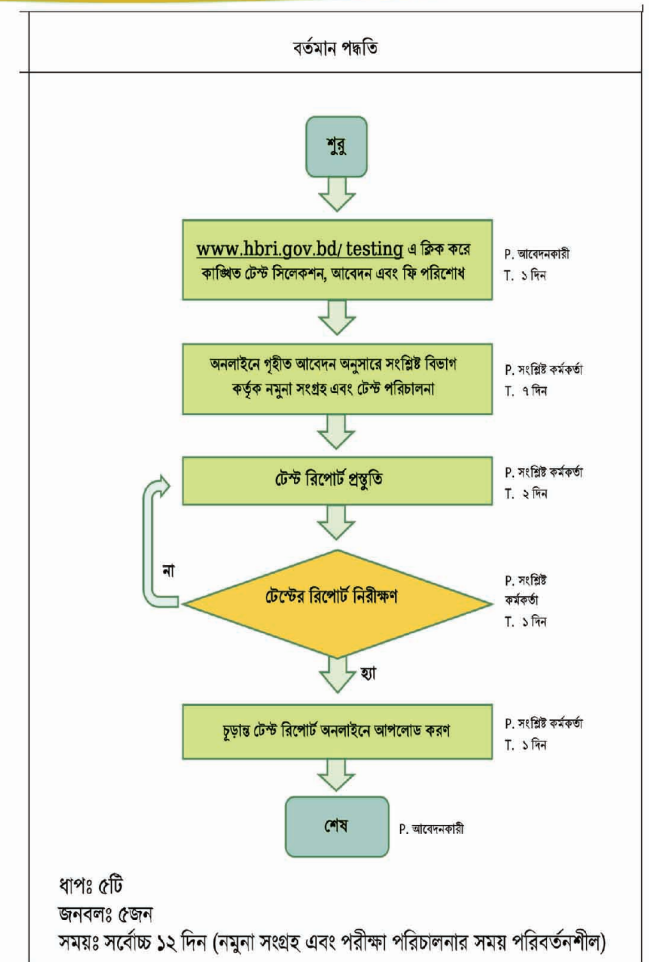 বর্তমান পদ্ধতি
শুরু
www.hbri.gov.bd/testing এ ক্লিক করে
কাঙ্খিত টেস্ট সিলেকশন, আবেদন এবং ফি পরিশোধ
P. আবেদনকারী
T. ১ দিন
অনলাইনে গৃহীত আবেদন অনুসারে সংশ্লিষ্ট বিভাগ
কর্তৃক নমুনা সংগ্রহ এবং টেস্ট পরিচালনা
P. সংশ্লিষ্ট কর্মকর্তা
T. ৭ দিন
টেস্ট রিপোর্ট প্রস্তুতি
P. সংশ্লিষ্ট কর্মকর্তা
T. ২ দিন
না
টেস্টের রিপোর্ট নিরীক্ষণ
P. সংশ্লিষ্ট
কর্মকর্তা
T. ১ দিন
হ্যা
চূড়ান্ত টেস্ট রিপোর্ট অনলাইনে আপলোড করণ
P. সংশ্লিষ্ট কর্মকর্তা
T. ১ দিন
শেষ
P. আবেদনকারী
ধাপঃ ৫টি
জনবলঃ ৫জন
সময়ঃ সর্বোচ্চ ১২ দিন (নমুনা সংগ্রহ এবং পরীক্ষা পরিচালনার সময় পরিবর্তনশীল)